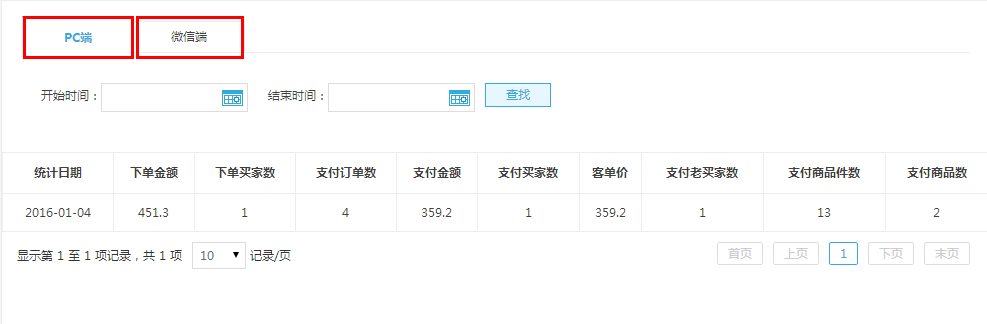 PC端 微信端
开始时间： 结束时间： 查找
统计日期 下单金额 下单买家数 支付订单数 支付金额 支付买家数 客单价 支付老买家数 支付商品件数 支付商品数
2016-01-04 451.3 1 4 359.2 1 359.2 1 13 2
显示第 1 至 1 项记录，共 1 项 10 记录/页 首页 上页 1 下页 末页